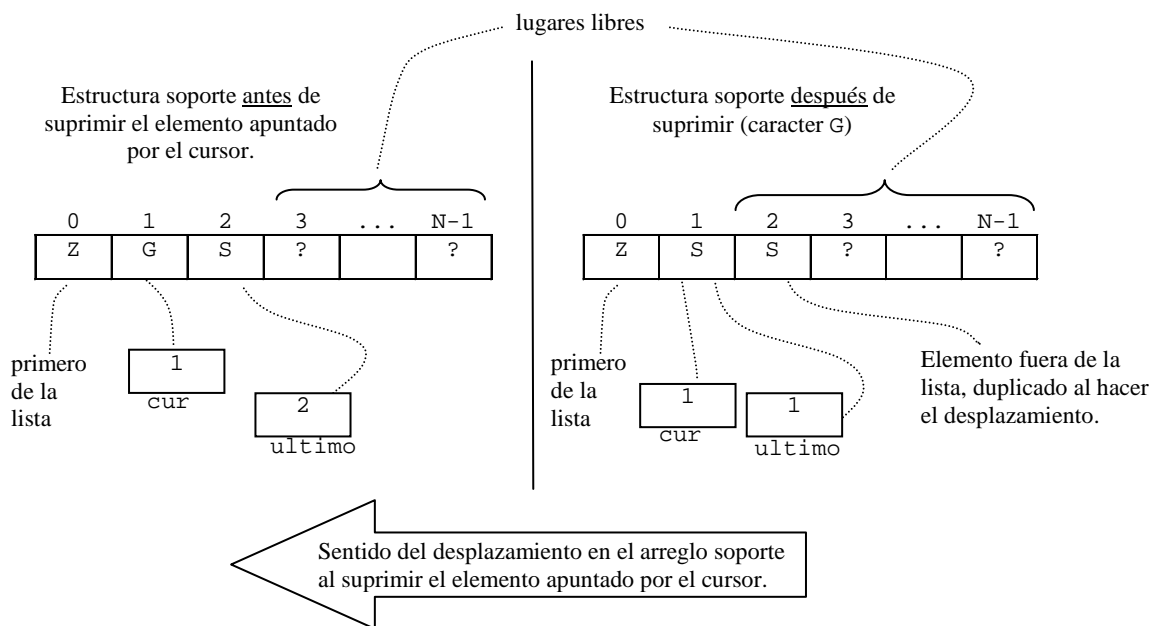 lugares libres
Estructura soporte antes de
suprimir el elemento apuntado
por el cursor.
0 1 2 3 ... N-1
Z G S ? ?
primero
de la
lista
1
cur
2
ultimo
Estructura soporte después de
suprimir (caracter G)
0 1 2 3 ... N-1
Z S S ? ?
primero
de la
lista
1
cur
1
ultimo
Elemento fuera de la
lista, duplicado al hacer
el desplazamiento.
Sentido del desplazamiento en el arreglo soporte
al suprimir el elemento apuntado por el cursor.